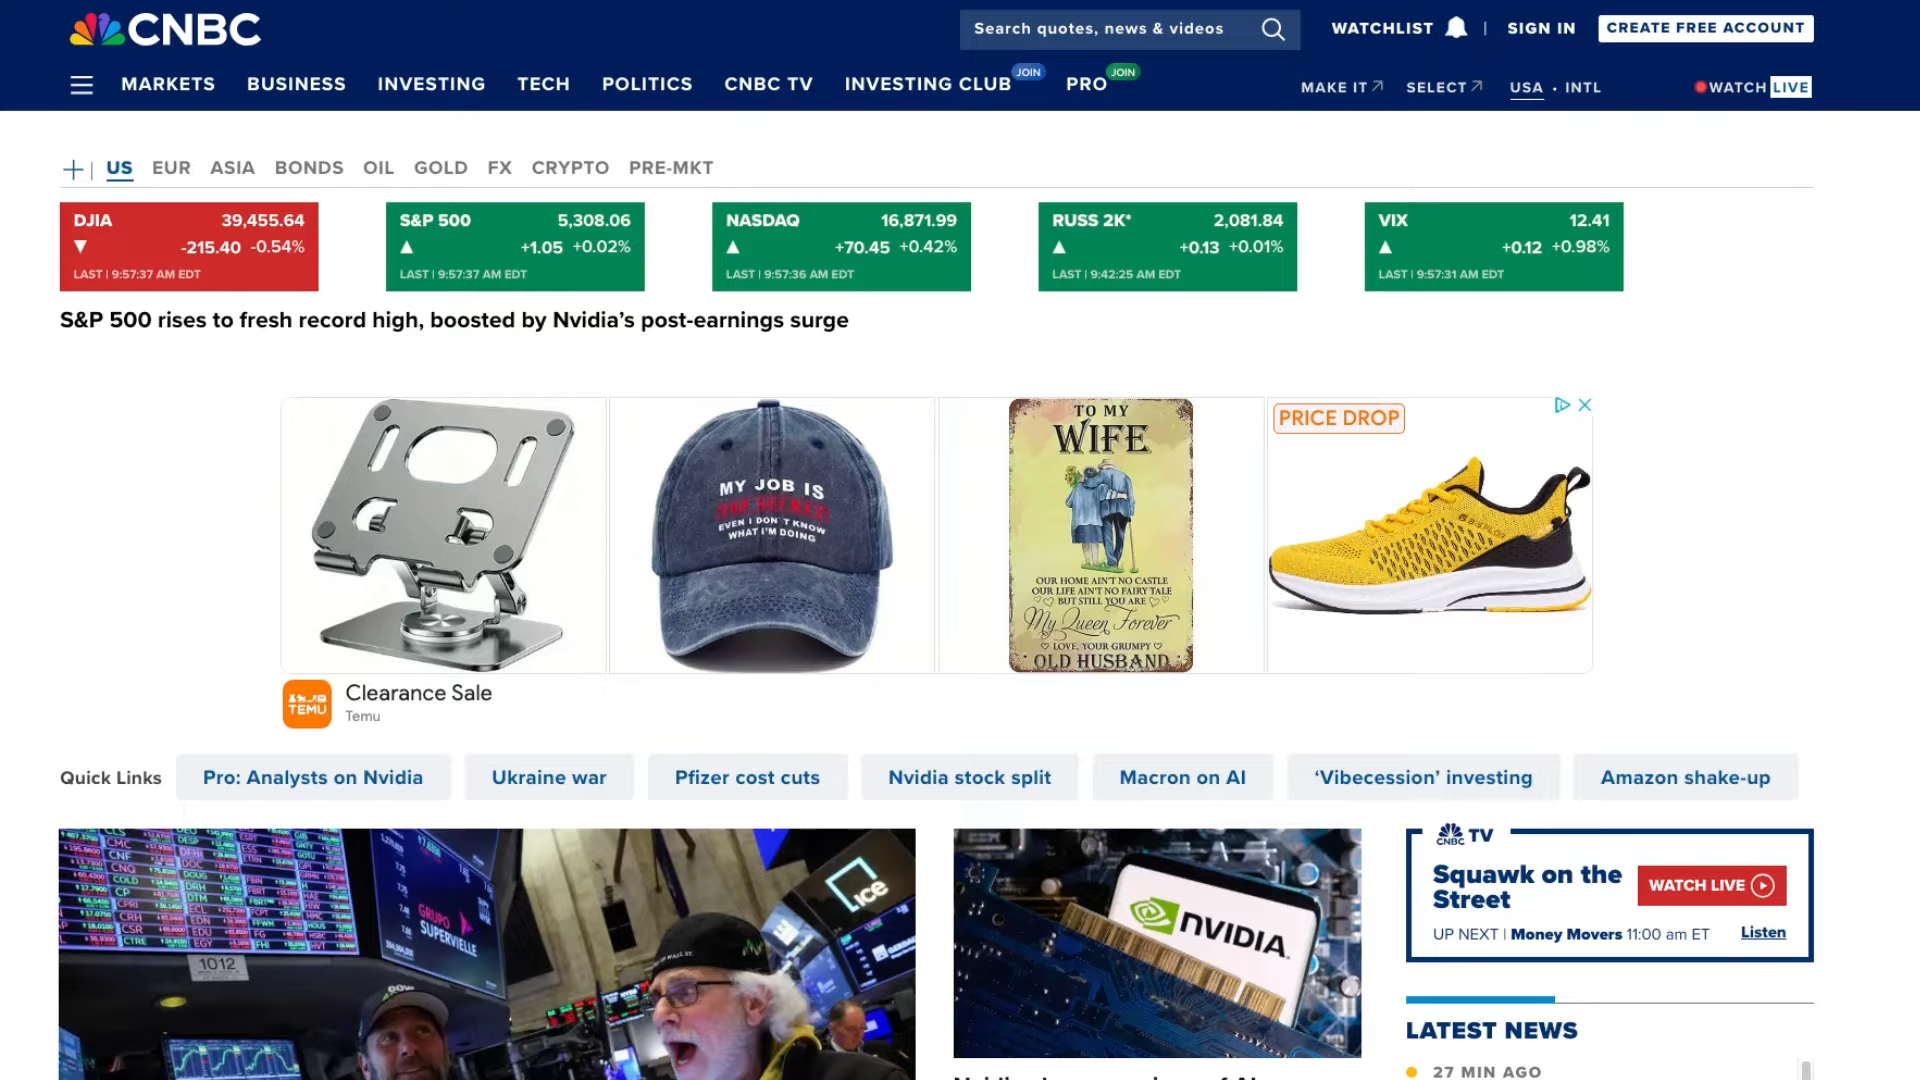 CNBC
Search quotes, news & videos
WATCHLIST
SIGN IN
CREATE FREE ACCOUNT
MARKETS
BUSINESS
INVESTING
TECH
POLITICS
CNBC TV
INVESTING CLUB
JOIN
PRO
JOIN
MAKE IT
SELECT
USA • INTL
WATCH LIVE
US
EUR
ASIA
BONDS
OIL
GOLD
FX
CRYPTO
PRE-MKT
DJIA 39,455.64
-215.40 -0.54%
LAST | 9:57:37 AM EDT
S&P 500 5,308.06
+1.05 +0.02%
LAST | 9:57:37 AM EDT
NASDAQ 16,871.99
+70.45 +0.42%
LAST | 9:57:36 AM EDT
RUSS 2K* 2,081.84
+0.13 +0.01%
LAST | 9:42:25 AM EDT
VIX 12.41
+0.12 +0.98%
LAST | 9:57:31 AM EDT
S&P 500 rises to fresh record high, boosted by Nvidia’s post-earnings surge
MY JOB IS
EVEN I DON'T KNOW
WHAT I'M DOING
TO MY
WIFE
OUR HOME AIN'T NO CASTLE
OUR LIFE AIN'T NO FAIRY TALE
BUT STILL YOU ARE
My Queen Forever
LOVE, YOUR GRUMPY
OLD HUSBAND
PRICE DROP
TEMU
Clearance Sale
Temu
Quick Links
Pro: Analysts on Nvidia
Ukraine war
Pfizer cost cuts
Nvidia stock split
Macron on AI
‘Vibecession’ investing
Amazon shake-up
GRUPO
SUPERVIELLE
ice
1012
NVIDIA
CNBC TV
Squawk on the
Street
WATCH LIVE
UP NEXT | Money Movers 11:00 am ET
Listen
LATEST NEWS
27 MIN AGO